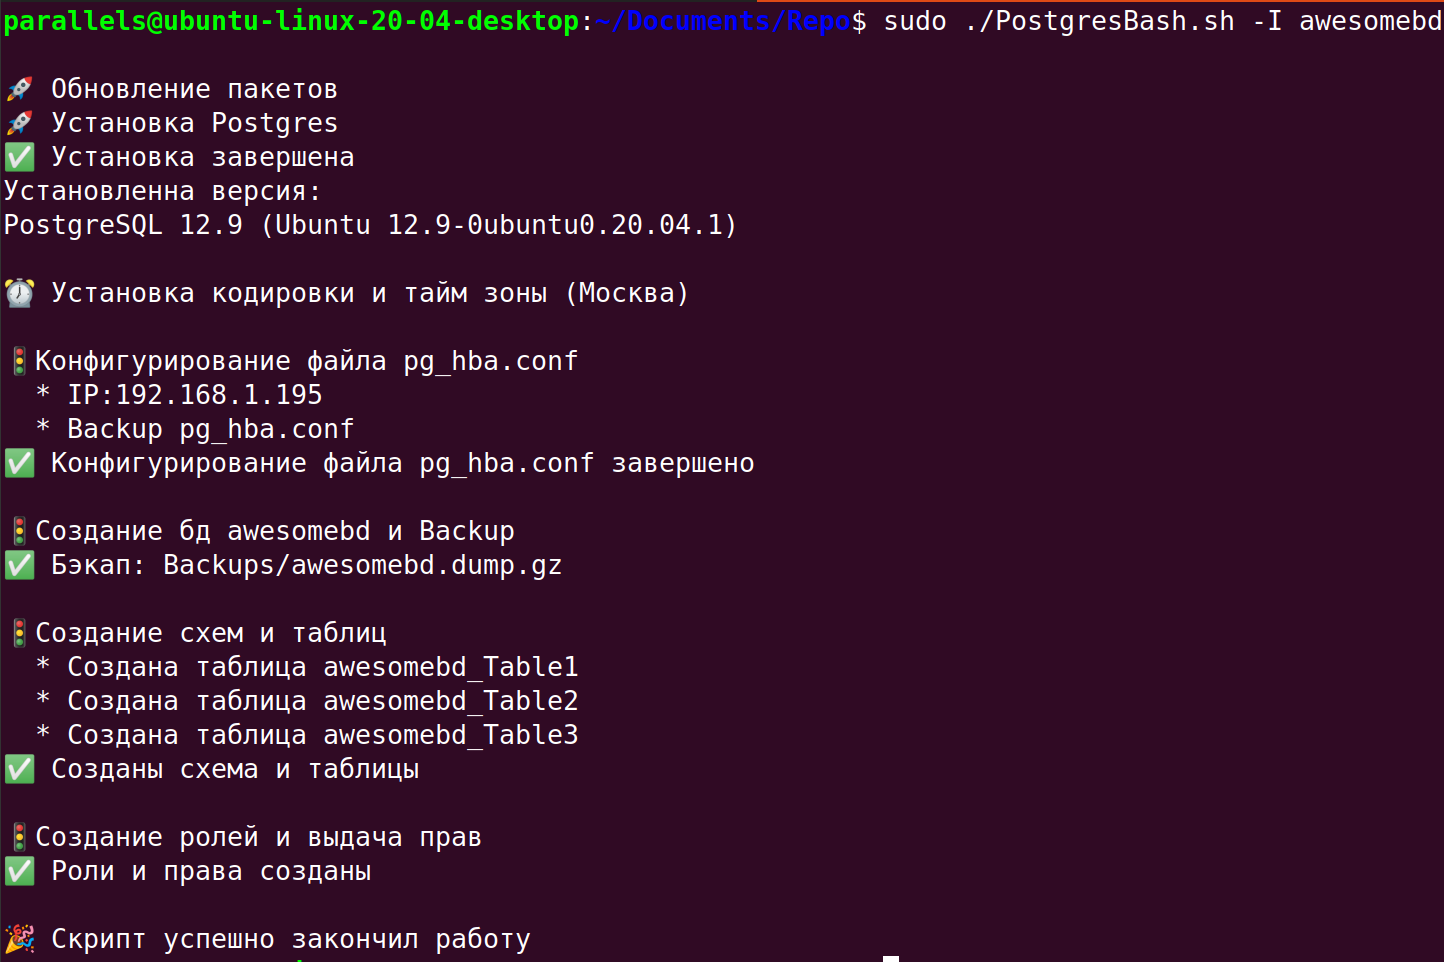 parallels@ubuntu-linux-20-04-desktop:~/Documents/Repo$ sudo ./PostgresBash.sh -I awesomebd
🚀 Обновление пакетов
🚀 Установка Postgres
✅ Установка завершена
Установленна версия:
PostgreSQL 12.9 (Ubuntu 12.9-0ubuntu0.20.04.1)
⏰ Установка кодировки и тайм зоны (Москва)
🚦Конфигурирование файла pg_hba.conf
* IP:192.168.1.195
* Backup pg_hba.conf
✅ Конфигурирование файла pg_hba.conf завершено
🚦Создание бд awesomebd и Backup
✅ Бэкап: Backups/awesomebd.dump.gz
🚦Создание схем и таблиц
* Создана таблица awesomebd_Table1
* Создана таблица awesomebd_Table2
* Создана таблица awesomebd_Table3
✅ Созданы схема и таблицы
🚦Создание ролей и выдача прав
✅ Роли и права созданы
🎉 Скрипт успешно закончил работу